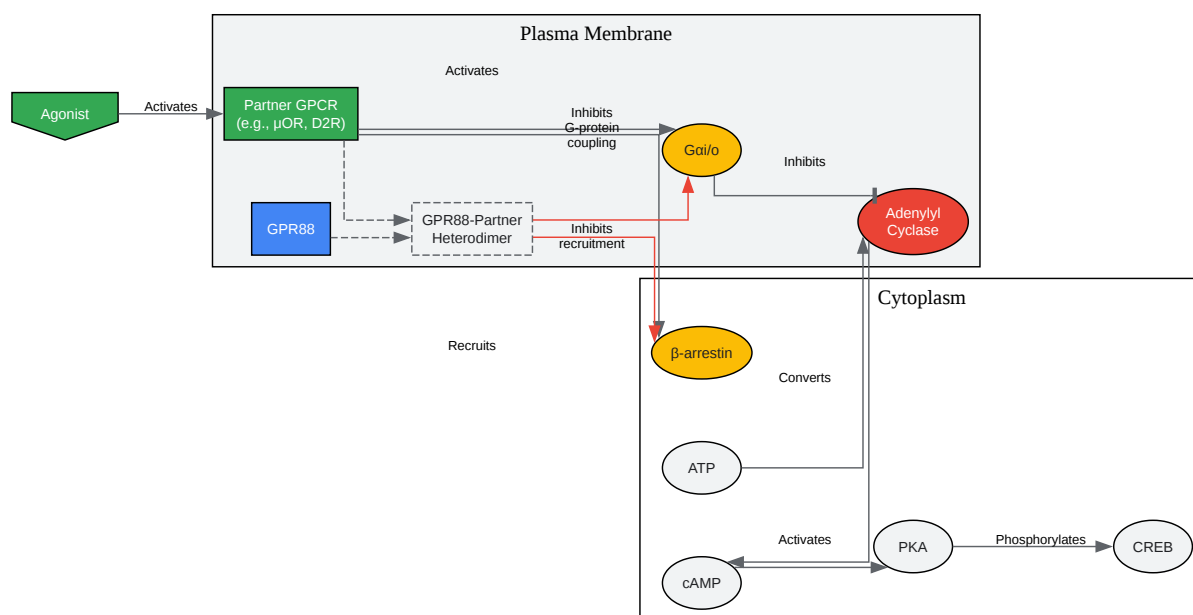 Plasma Membrane
Activates
Agonist
Activates
Partner GPCR
(e.g., μOR, D2R)
Inhibits
G-protein
coupling
Gαi/o
Inhibits
GPR88
GPR88-Partner
Heterodimer
Inhibits
recruitment
Adenylyl
Cyclase
Cytoplasm
Recruits
β-arrestin
Converts
ATP
Activates
PKA
Phosphorylates
CREB
cAMP